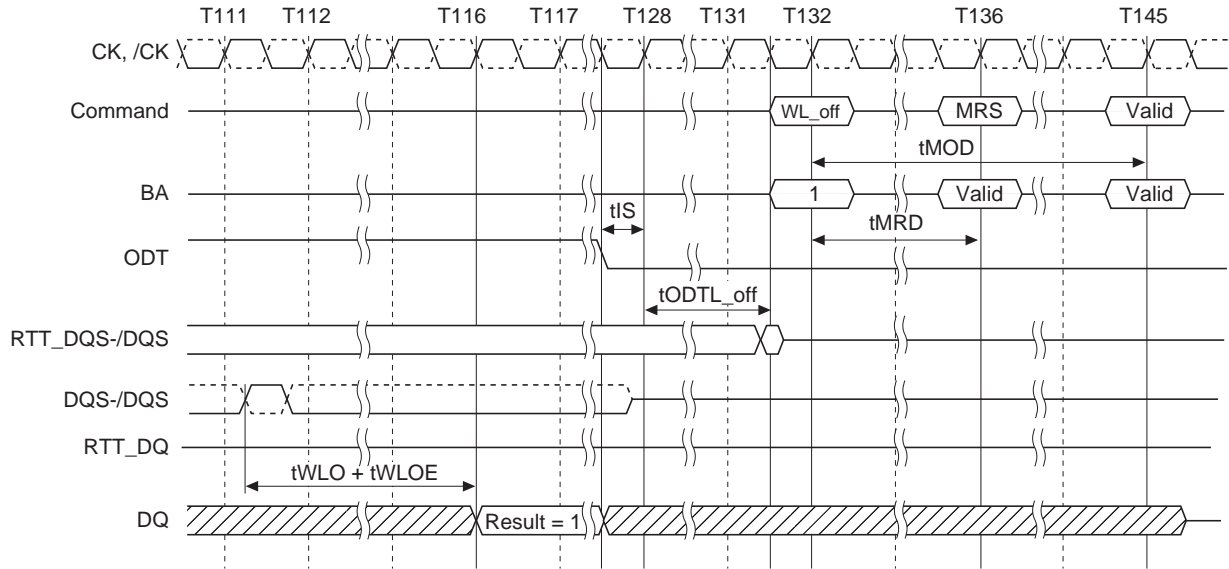 T111 T112 T116 T117 T128 T131 T132 T136 T145
CK, /CK
Command WL_off MRS Valid
tMOD
BA 1 Valid Valid
tIS
tMRD
ODT
tODTL_off
RTT_DQS-/DQS
DQS-/DQS
RTT_DQ
tWLO + tWLOE
DQ Result = 1